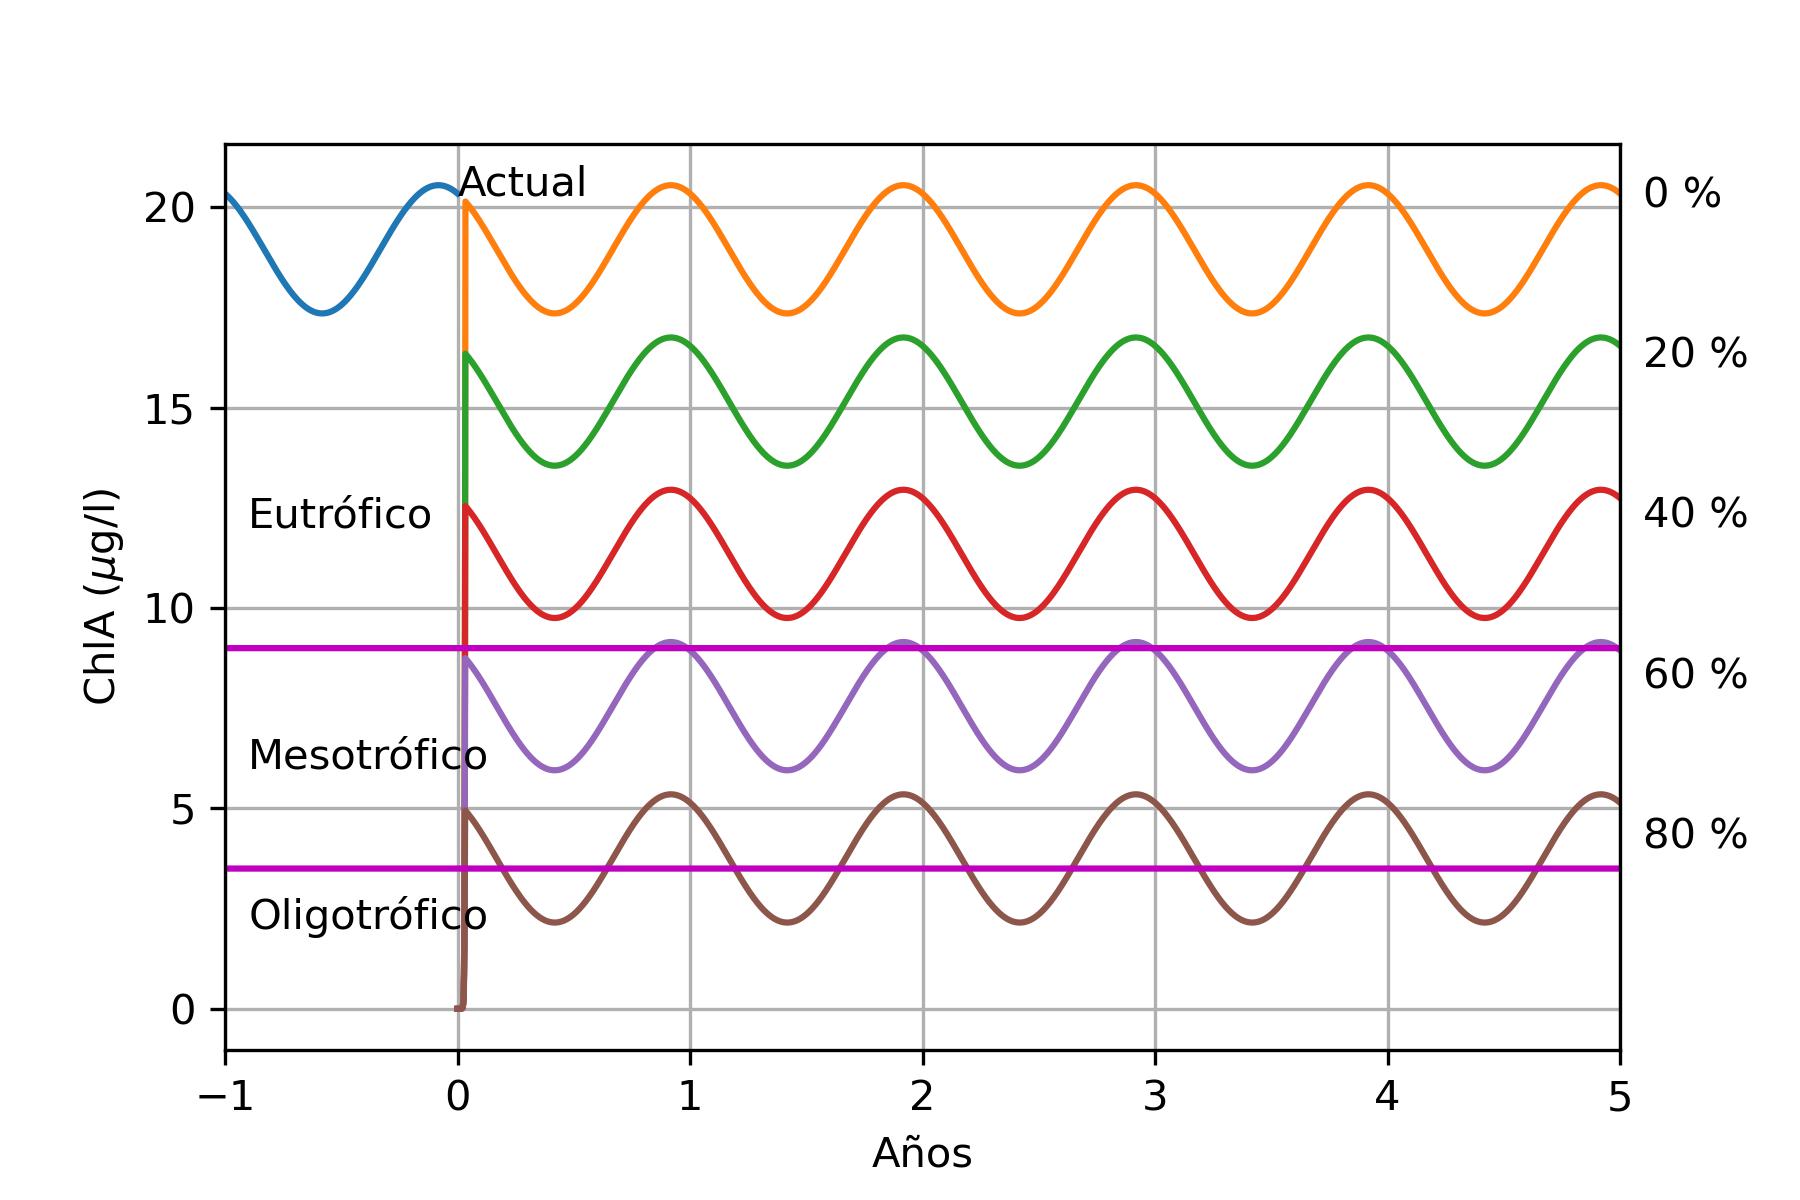 Actual
20
0 %
20 %
15
Eutrófico
40 %
10
60 %
Mesotrófico
5
80 %
Oligotrófico
0
ChlA (μg/l)
−1 0 1 2 3 4 5
Años